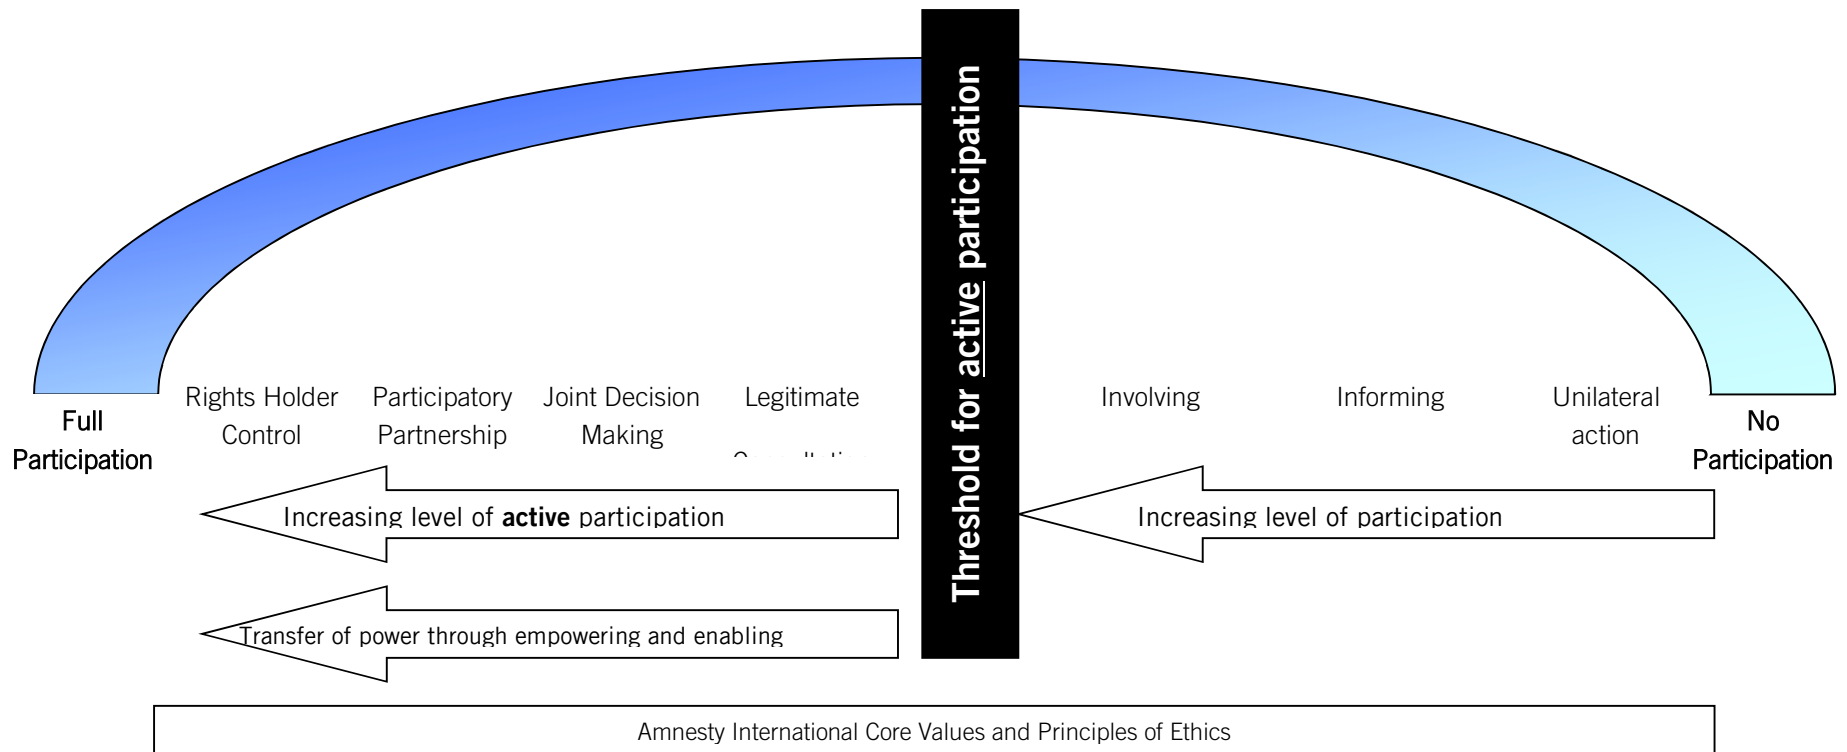 Threshold for active participation
Rights Holder
Control
Participatory
Partnership
Joint Decision
Making
Legitimate
Involving
Informing
Unilateral
action
Full
Participation
No
Participation
Increasing level of active participation
Increasing level of participation
Transfer of power through empowering and enabling
Amnesty International Core Values and Principles of Ethics